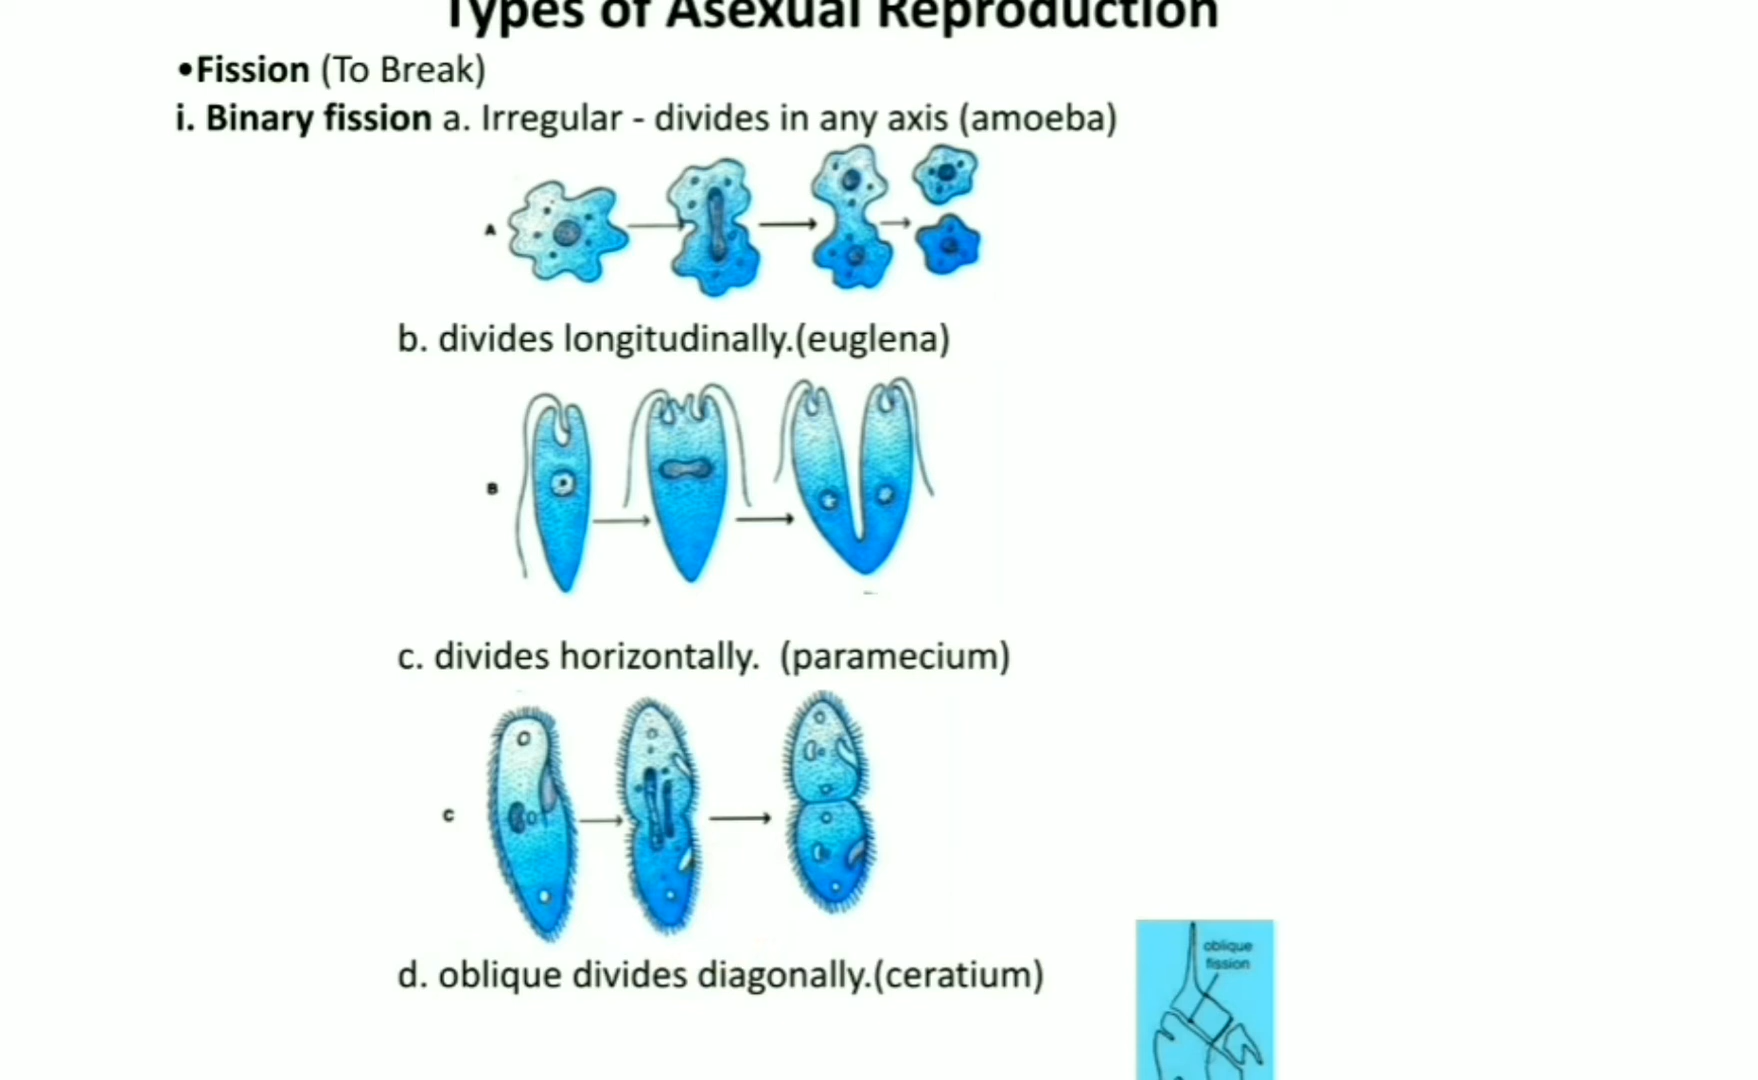 Types of Asexual Reproduction
•Fission (To Break)
i. Binary fission a. Irregular - divides in any axis (amoeba)
A
b. divides longitudinally.(euglena)
B
c. divides horizontally. (paramecium)
C
d. oblique divides diagonally.(ceratium)
oblique
fission